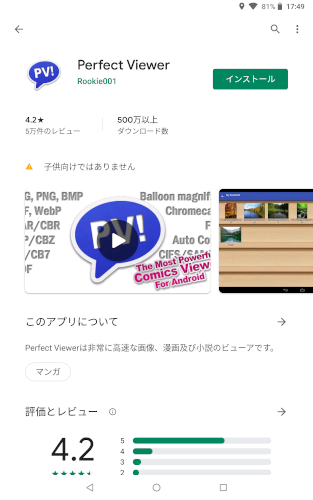 81% 17:49
Perfect Viewer
Rookie001
インストール
4.2★
5万件のレビュー
500万以上
ダウンロード数
子供向けではありません
G, PNG, BMP
F, WebP
AR/CBR
P/CBZ
/CB7
DF
PV!
Balloon magnif
Chromeca
F
Auto Co
CIFS/SAM
The Most Powerfu
Comics View
For Android
このアプリについて
Perfect Viewerは非常に高速な画像、漫画及び小説のビューアです。
マンガ
評価とレビュー
4.2
5
4
3
2